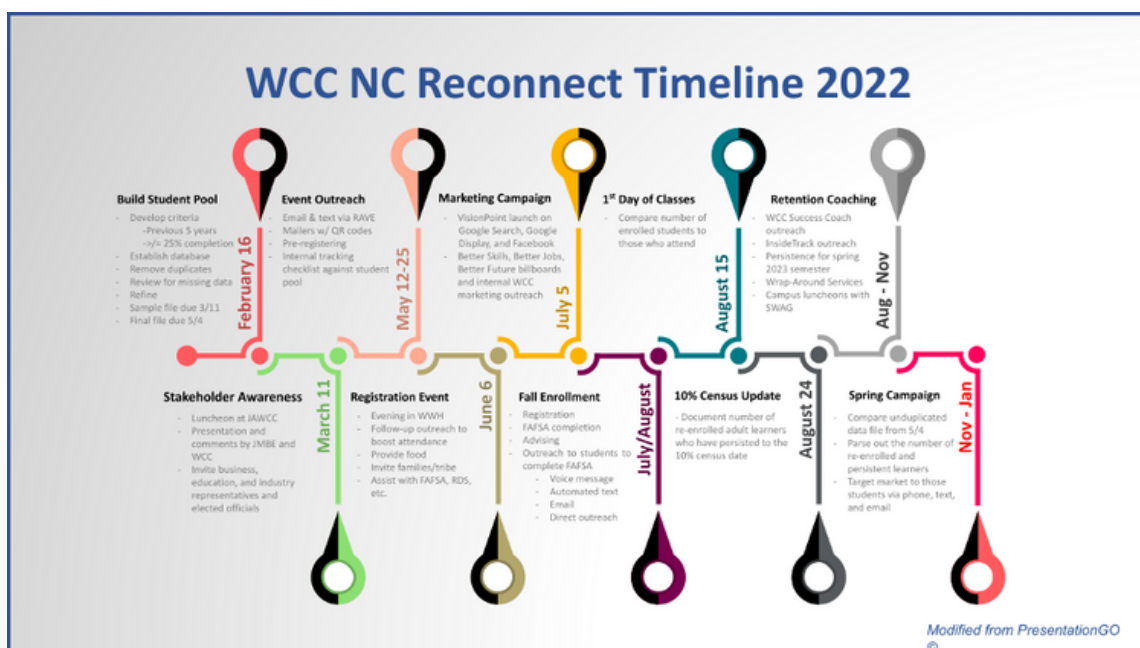 WCC NC Reconnect Timeline 2022
Build Student Pool
- Develop criteria
-Previous 5 years
->/= 25% completion
- Establish database
- Remove duplicates
- Review for missing data
- Refine
- Sample file due 3/11
- Final file due 5/4
February 16
Event Outreach
- Email & text via RAVE
- Mailers w/ QR codes
- Pre-registering
- Internal tracking
checklist against student
pool
May 12-25
Marketing Campaign
- VisionPoint launch on
Google Search, Google
Display, and Facebook
- Better Skills, Better Jobs,
Better Future billboards
and internal WCC
marketing outreach
July 5
1st Day of Classes
- Compare number of
enrolled students to
those who attend
August 15
Retention Coaching
- WCC Success Coach
outreach
- InsideTrack outreach
- Persistence for spring
2023 semester
- Wrap-Around Services
- Campus luncheons with
SWAG
Aug - Nov
Stakeholder Awareness
- Luncheon at JAWCC
- Presentation and
comments by JMBE and
WCC
- Invite business,
education, and industry
representatives and
elected officials
March 11
Registration Event
- Evening in WWH
- Follow-up outreach to
boost attendance
- Provide food
- Invite families/tribe
- Assist with FAFSA, RDS,
etc.
June 6
Fall Enrollment
- Registration
- FAFSA completion
- Advising
- Outreach to students to
complete FAFSA
- Voice message
- Automated text
- Email
- Direct outreach
July/August
10% Census Update
- Document number of
re-enrolled adult learners
who have persisted to the
10% census date
August 24
Spring Campaign
- Compare unduplicated
data file from 5/4
- Parse out the number of
re-enrolled and
persistent learners
- Target market to those
students via phone, text,
and email
Nov - Jan
Modified from PresentationGO
©